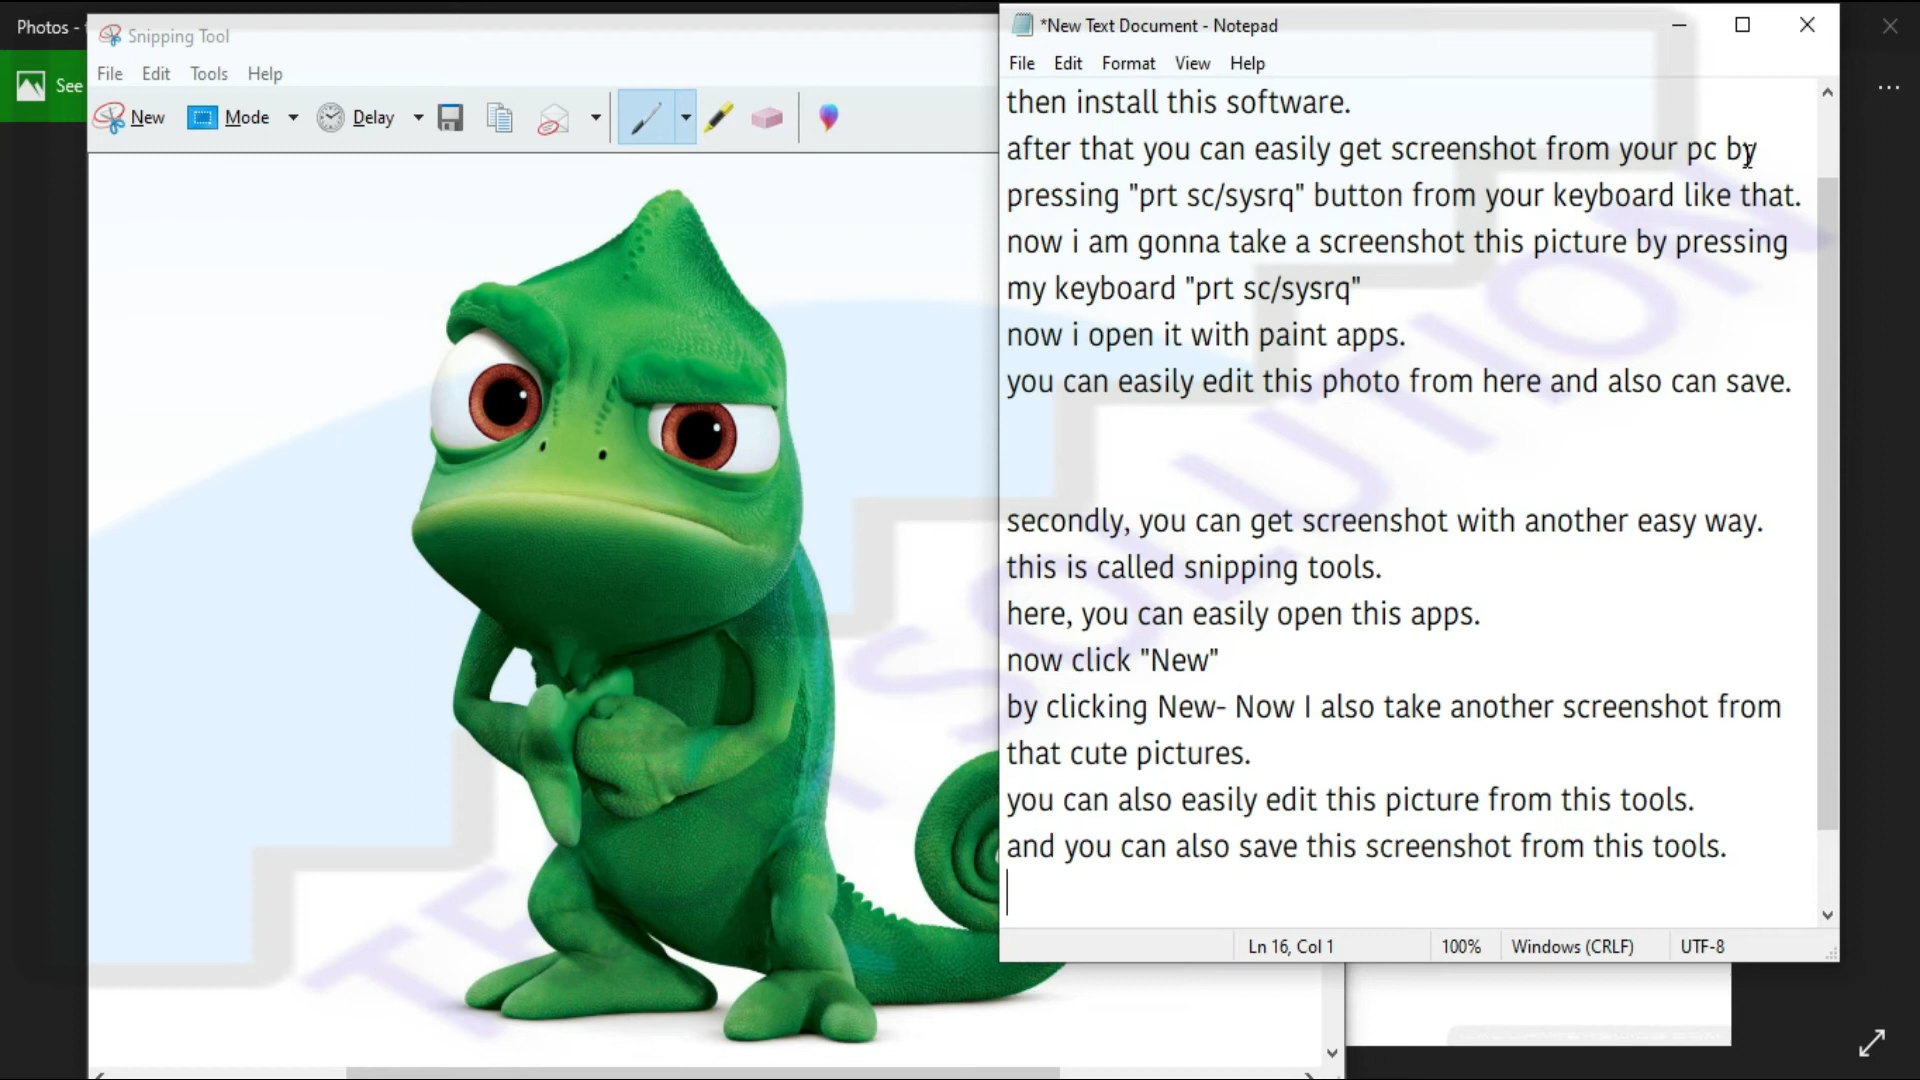 Photos -
See
Snipping Tool
File Edit Tools Help
New Mode Delay
*New Text Document - Notepad
File Edit Format View Help
then install this software.
after that you can easily get screenshot from your pc by
pressing "prt sc/sysrq" button from your keyboard like that.
now i am gonna take a screenshot this picture by pressing
my keyboard "prt sc/sysrq"
now i open it with paint apps.
you can easily edit this photo from here and also can save.
secondly, you can get screenshot with another easy way.
this is called snipping tools.
here, you can easily open this apps.
now click "New"
by clicking New- Now I also take another screenshot from
that cute pictures.
you can also easily edit this picture from this tools.
and you can also save this screenshot from this tools.
Ln 16, Col 1 100% Windows (CRLF) UTF-8